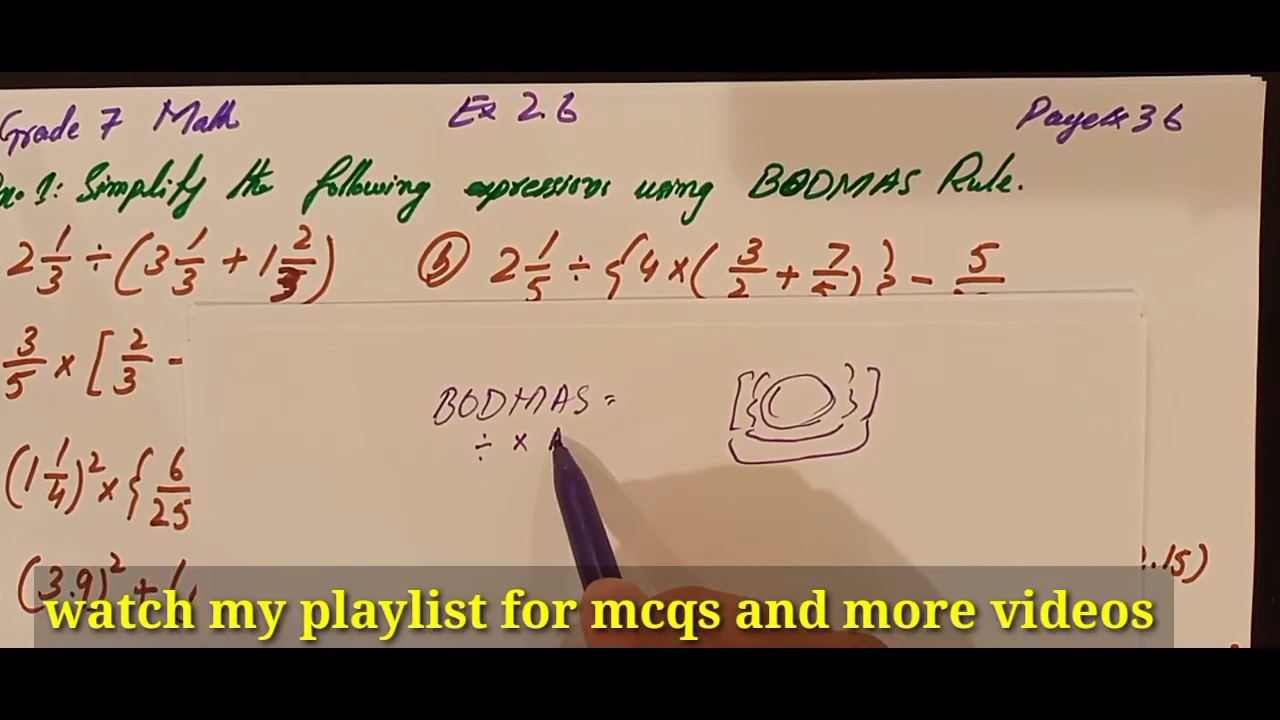 Grade 7 Math Ex 2.6 Page# 36
no. 1: Simplify the following expressions using BODMAS Rule.
2 1/3 ÷ (3 1/3 + 1 2/3) (b) 2 1/5 ÷ {4 × (3/2 + 7/5)} - 5
3/5 × [2/3 -
BODMAS =
÷ × A
[{()}]
(1 1/4)² × {6/25
(3.9)² + ( .15)
watch my playlist for mcqs and more videos